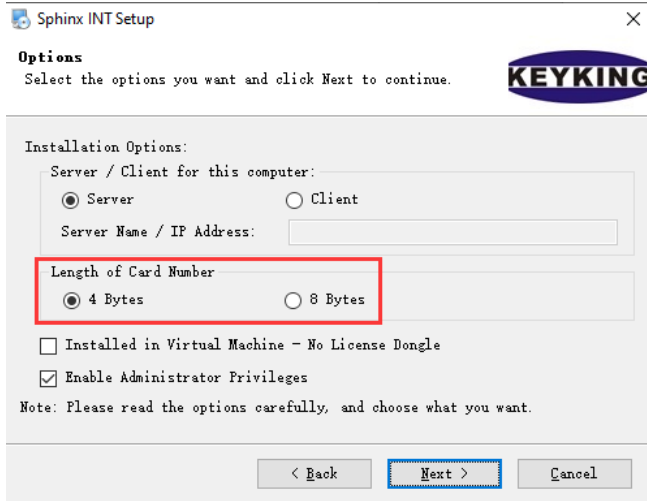 Sphinx INT Setup
Options
Select the options you want and click Next to continue.
KEYKING
Installation Options:
Server / Client for this computer:
Server Client
Server Name / IP Address:
Length of Card Number
4 Bytes 8 Bytes
Installed in Virtual Machine - No License Dongle
Enable Administrator Privileges
Note: Please read the options carefully, and choose what you want.
< Back Next > Cancel